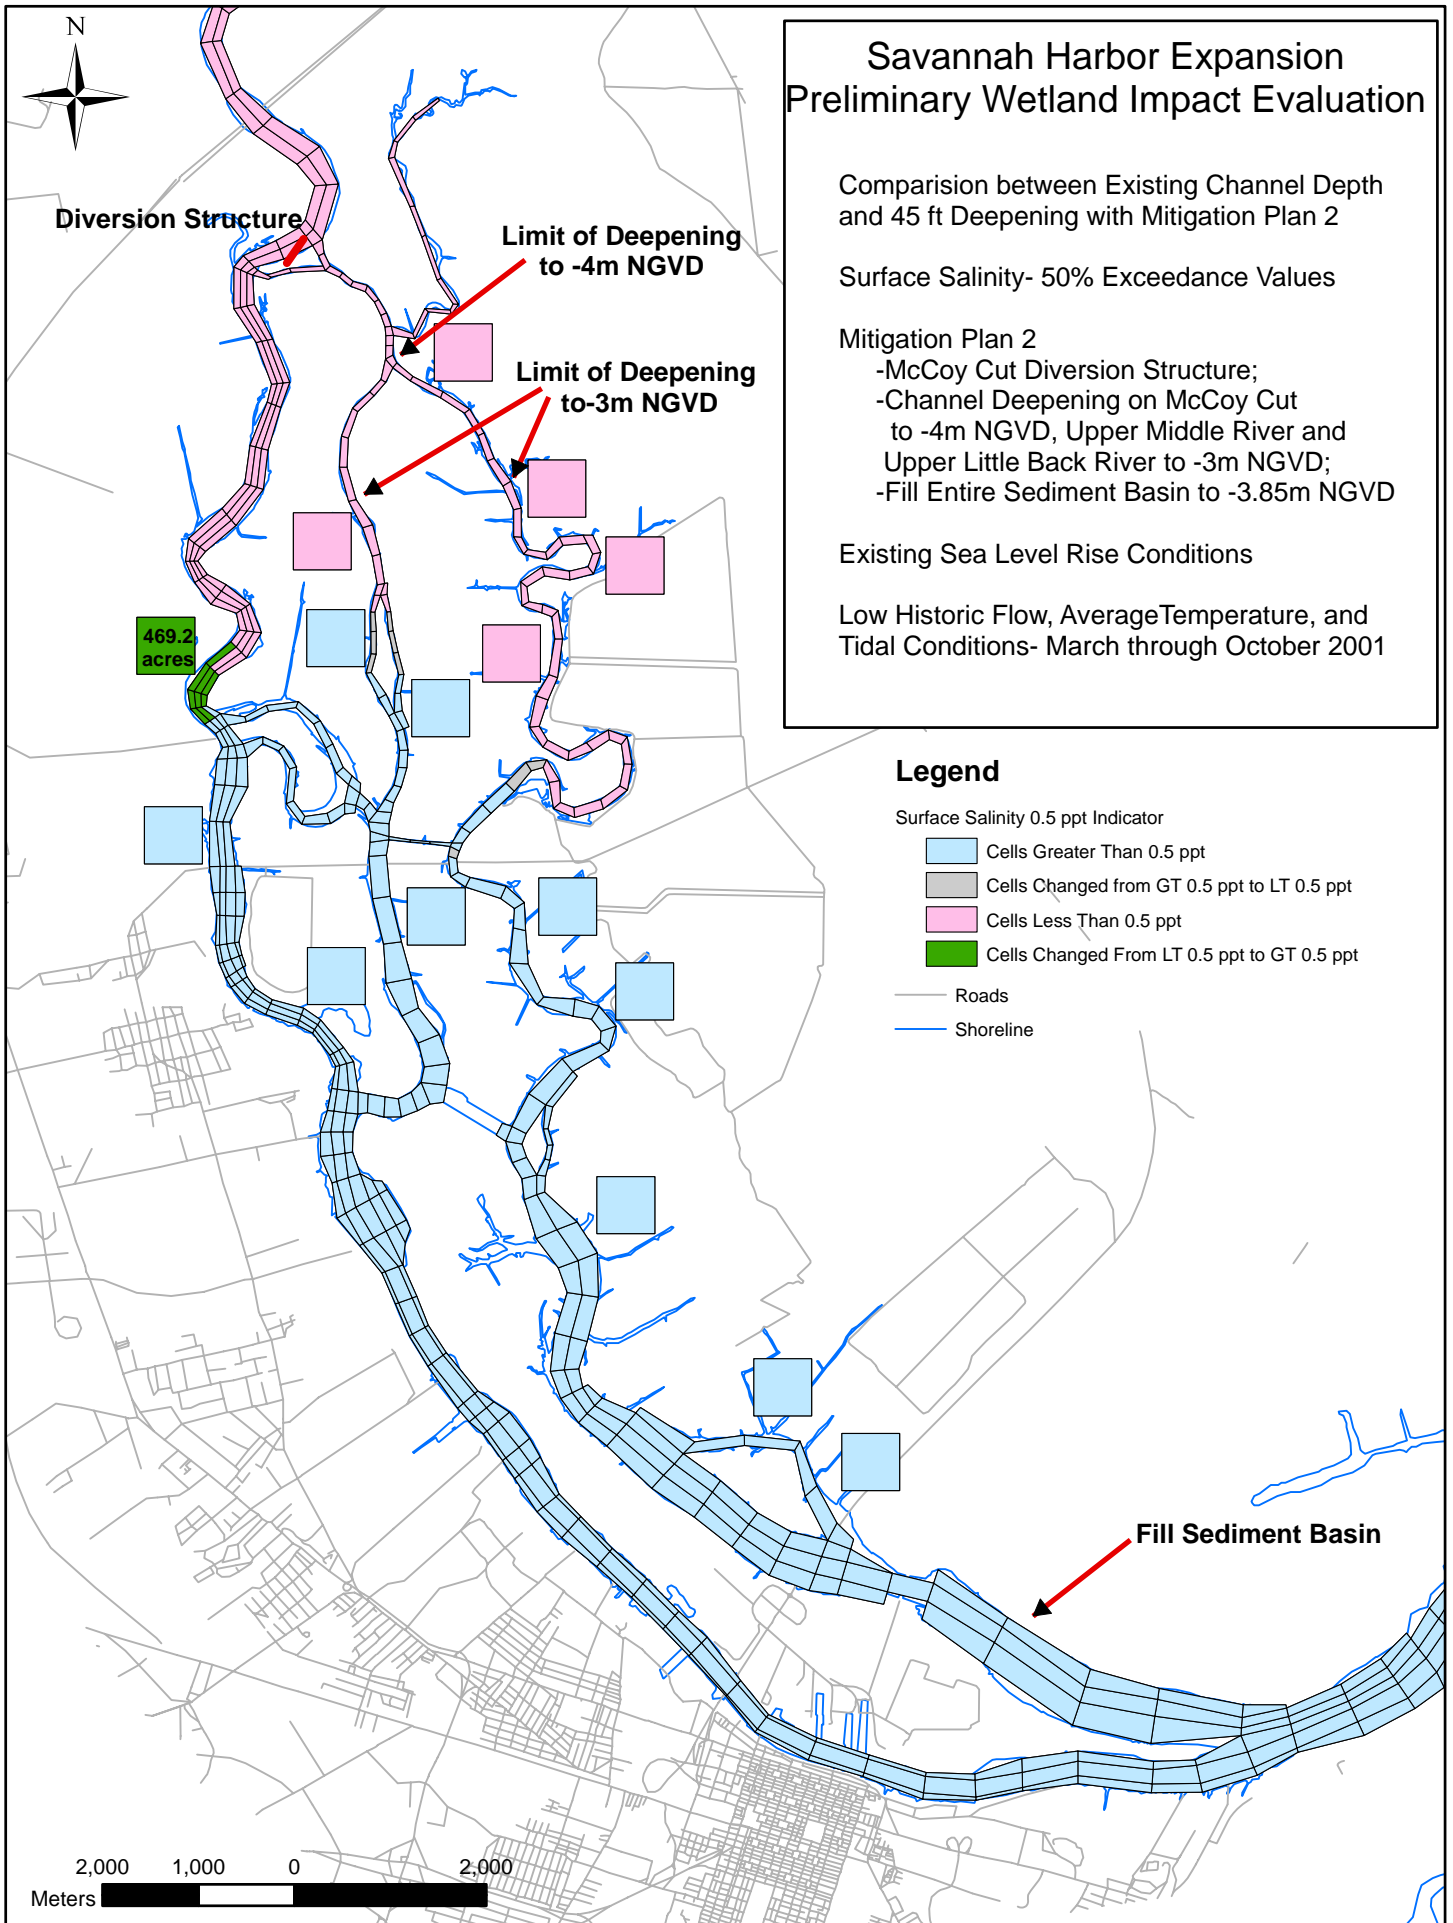 N
Savannah Harbor Expansion
Preliminary Wetland Impact Evaluation
Comparision between Existing Channel Depth
and 45 ft Deepening with Mitigation Plan 2
Surface Salinity- 50% Exceedance Values
Mitigation Plan 2
-McCoy Cut Diversion Structure;
-Channel Deepening on McCoy Cut
to -4m NGVD, Upper Middle River and
Upper Little Back River to -3m NGVD;
-Fill Entire Sediment Basin to -3.85m NGVD
Existing Sea Level Rise Conditions
Low Historic Flow, AverageTemperature, and
Tidal Conditions- March through October 2001
Diversion Structure
Limit of Deepening
to -4m NGVD
Limit of Deepening
to-3m NGVD
469.2
acres
Legend
Surface Salinity 0.5 ppt Indicator
Cells Greater Than 0.5 ppt
Cells Changed from GT 0.5 ppt to LT 0.5 ppt
Cells Less Than 0.5 ppt
Cells Changed From LT 0.5 ppt to GT 0.5 ppt
Roads
Shoreline
Fill Sediment Basin
2,000 1,000 0 2,000
Meters